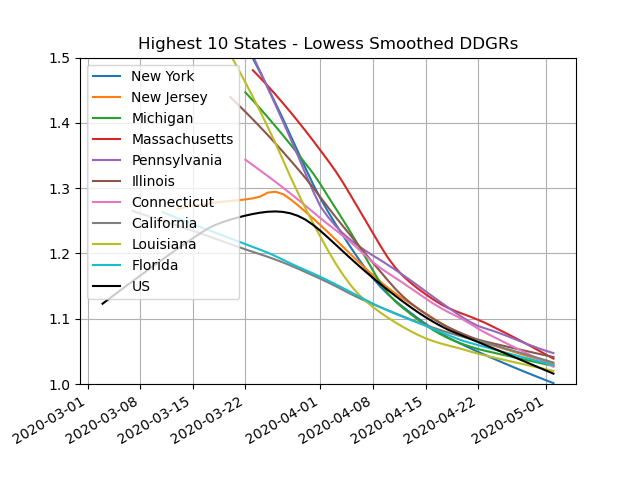 Highest 10 States - Lowess Smoothed DDGRs
1.5
1.4
1.3
1.2
1.1
1.0
New York
New Jersey
Michigan
Massachusetts
Pennsylvania
Illinois
Connecticut
California
Louisiana
Florida
US
2020-03-01
2020-03-08
2020-03-15
2020-03-22
2020-04-01
2020-04-08
2020-04-15
2020-04-22
2020-05-01